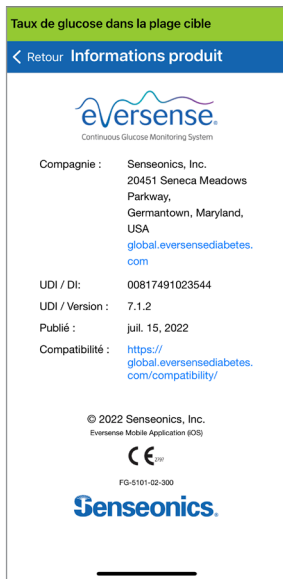 Taux de glucose dans la plage cible
Retour Informations produit
eversense.
Continuous Glucose Monitoring System
Compagnie : Senseonics, Inc.
20451 Seneca Meadows
Parkway,
Germantown, Maryland,
USA
global.eversensediabetes.
com
UDI / DI: 00817491023544
UDI / Version : 7.1.2
Publié : juil. 15, 2022
Compatibilité : https://
global.eversensediabetes.
com/compatibility/
© 2022 Senseonics, Inc.
Eversense Mobile Application (iOS)
CE 2797
FG-5101-02-300
Senseonics.